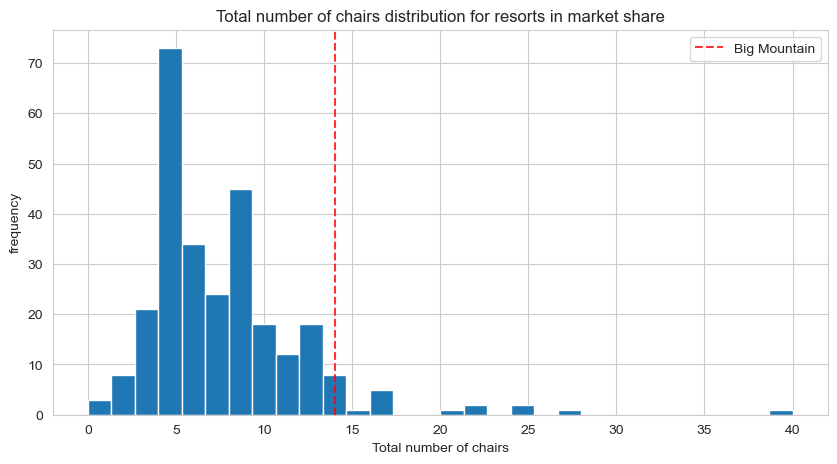 Total number of chairs distribution for resorts in market share
Big Mountain
frequency
70
60
50
40
30
20
10
0
0 5 10 15 20 25 30 35 40
Total number of chairs